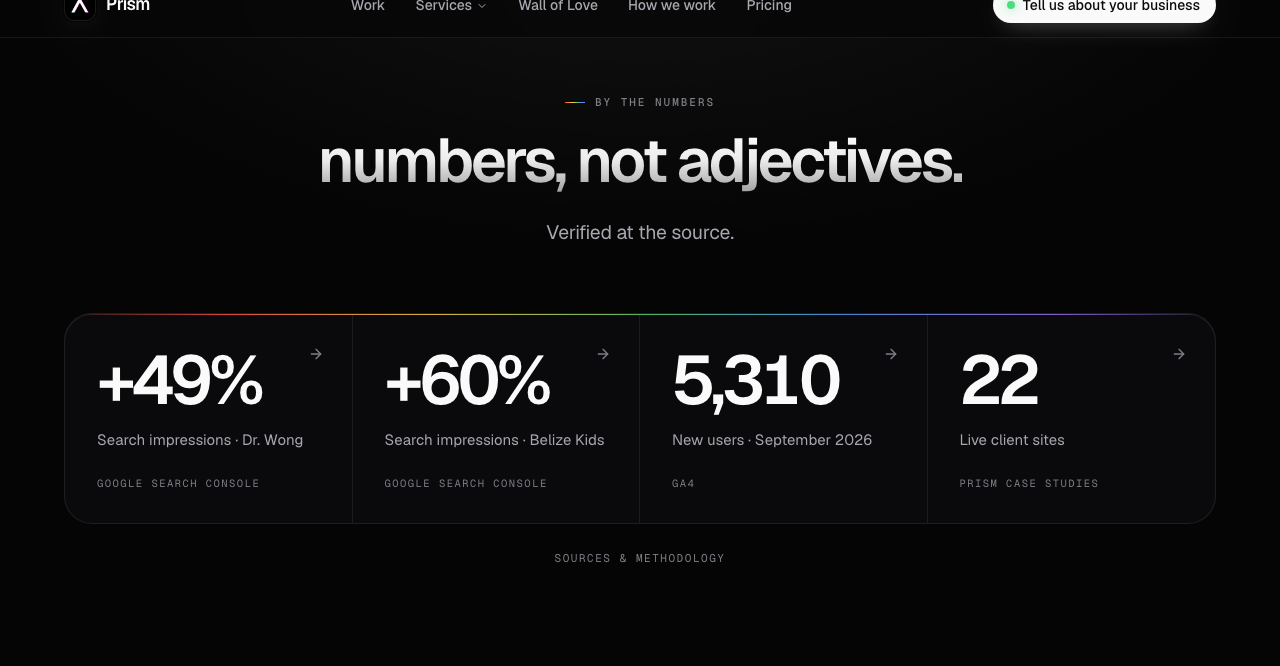 Prism
Work
Services
Wall of Love
How we work
Pricing
Tell us about your business
BY THE NUMBERS
numbers, not adjectives.
Verified at the source.
+49%
Search impressions · Dr. Wong
GOOGLE SEARCH CONSOLE
+60%
Search impressions · Belize Kids
GOOGLE SEARCH CONSOLE
5,310
New users · September 2026
GA4
22
Live client sites
PRISM CASE STUDIES
SOURCES & METHODOLOGY